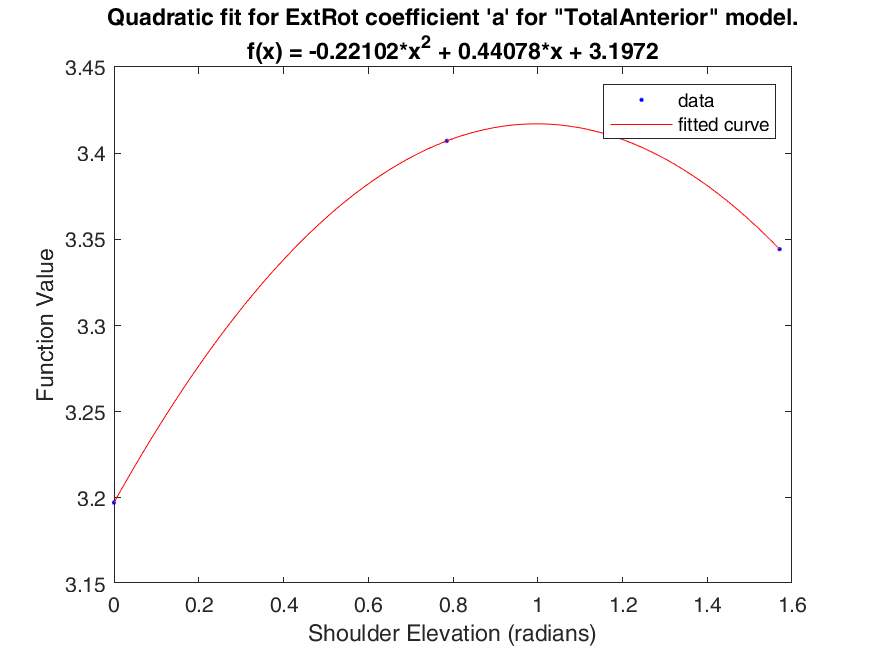 Quadratic fit for ExtRot coefficient 'a' for "TotalAnterior" model.
f(x) = -0.22102*x² + 0.44078*x + 3.1972
3.45
3.4
3.35
3.3
3.25
3.2
3.15
Function Value
data
fitted curve
0 0.2 0.4 0.6 0.8 1 1.2 1.4 1.6
Shoulder Elevation (radians)